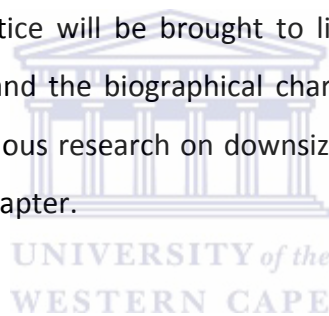 tice will be brought to li
and the biographical char
ous research on downsiz
apter.
UNIVERSITY of the
WESTERN CAPE